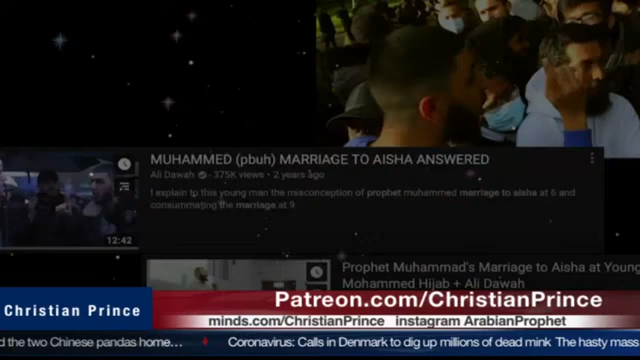 MUHAMMED (pbuh) MARRIAGE TO AISHA ANSWERED
Ali Dawah • 375K views • 2 years ago
I explain to this young man the misconception of prophet muhammed marriage to aisha at 6 and
consummating the marriage at 9
12:42
Prophet Muhammad's Marriage to Aisha at Young
Mohammed Hijab + Ali Dawah
Christian Prince
Patreon.com/ChristianPrince
minds.com/ChristianPrince instagram ArabianProphet
d the two Chinese pandas home... Coronavirus: Calls in Denmark to dig up millions of dead mink The hasty mass